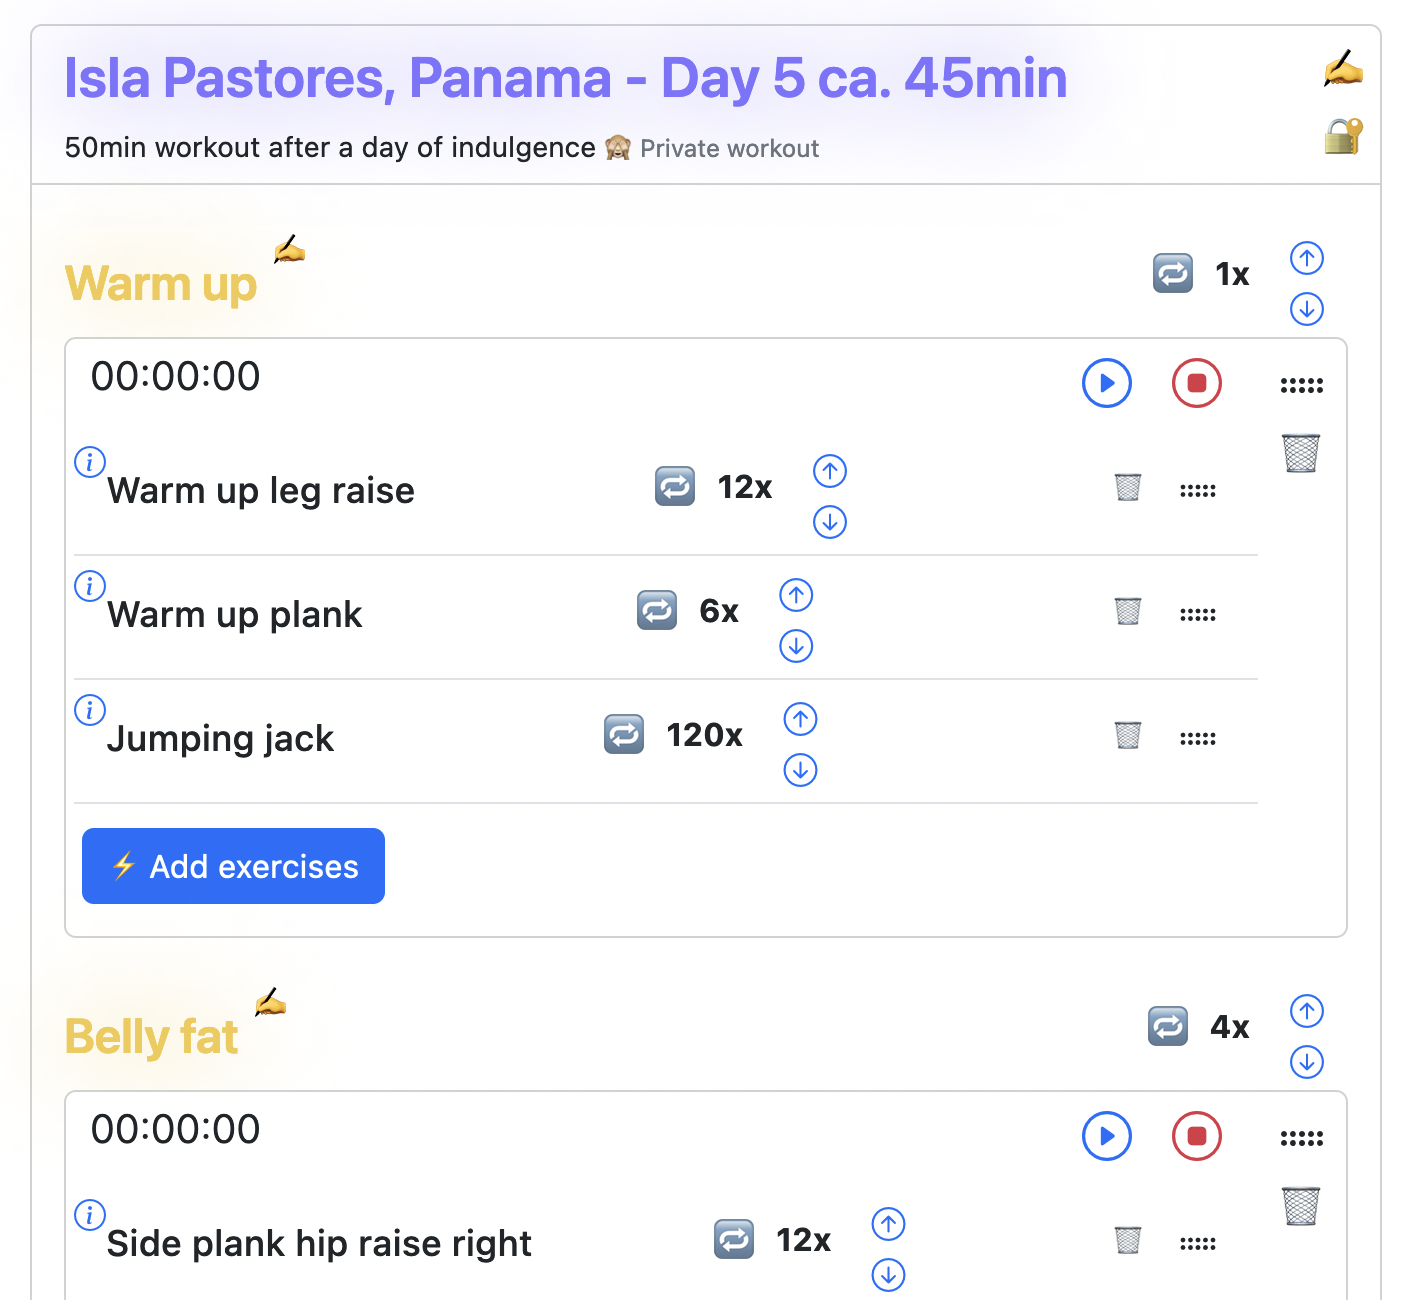 Isla Pastores, Panama - Day 5 ca. 45min
50min workout after a day of indulgence 🙈 Private workout
Warm up
1x
00:00:00
Warm up leg raise 12x
Warm up plank 6x
Jumping jack 120x
⚡ Add exercises
Belly fat
4x
00:00:00
Side plank hip raise right 12x